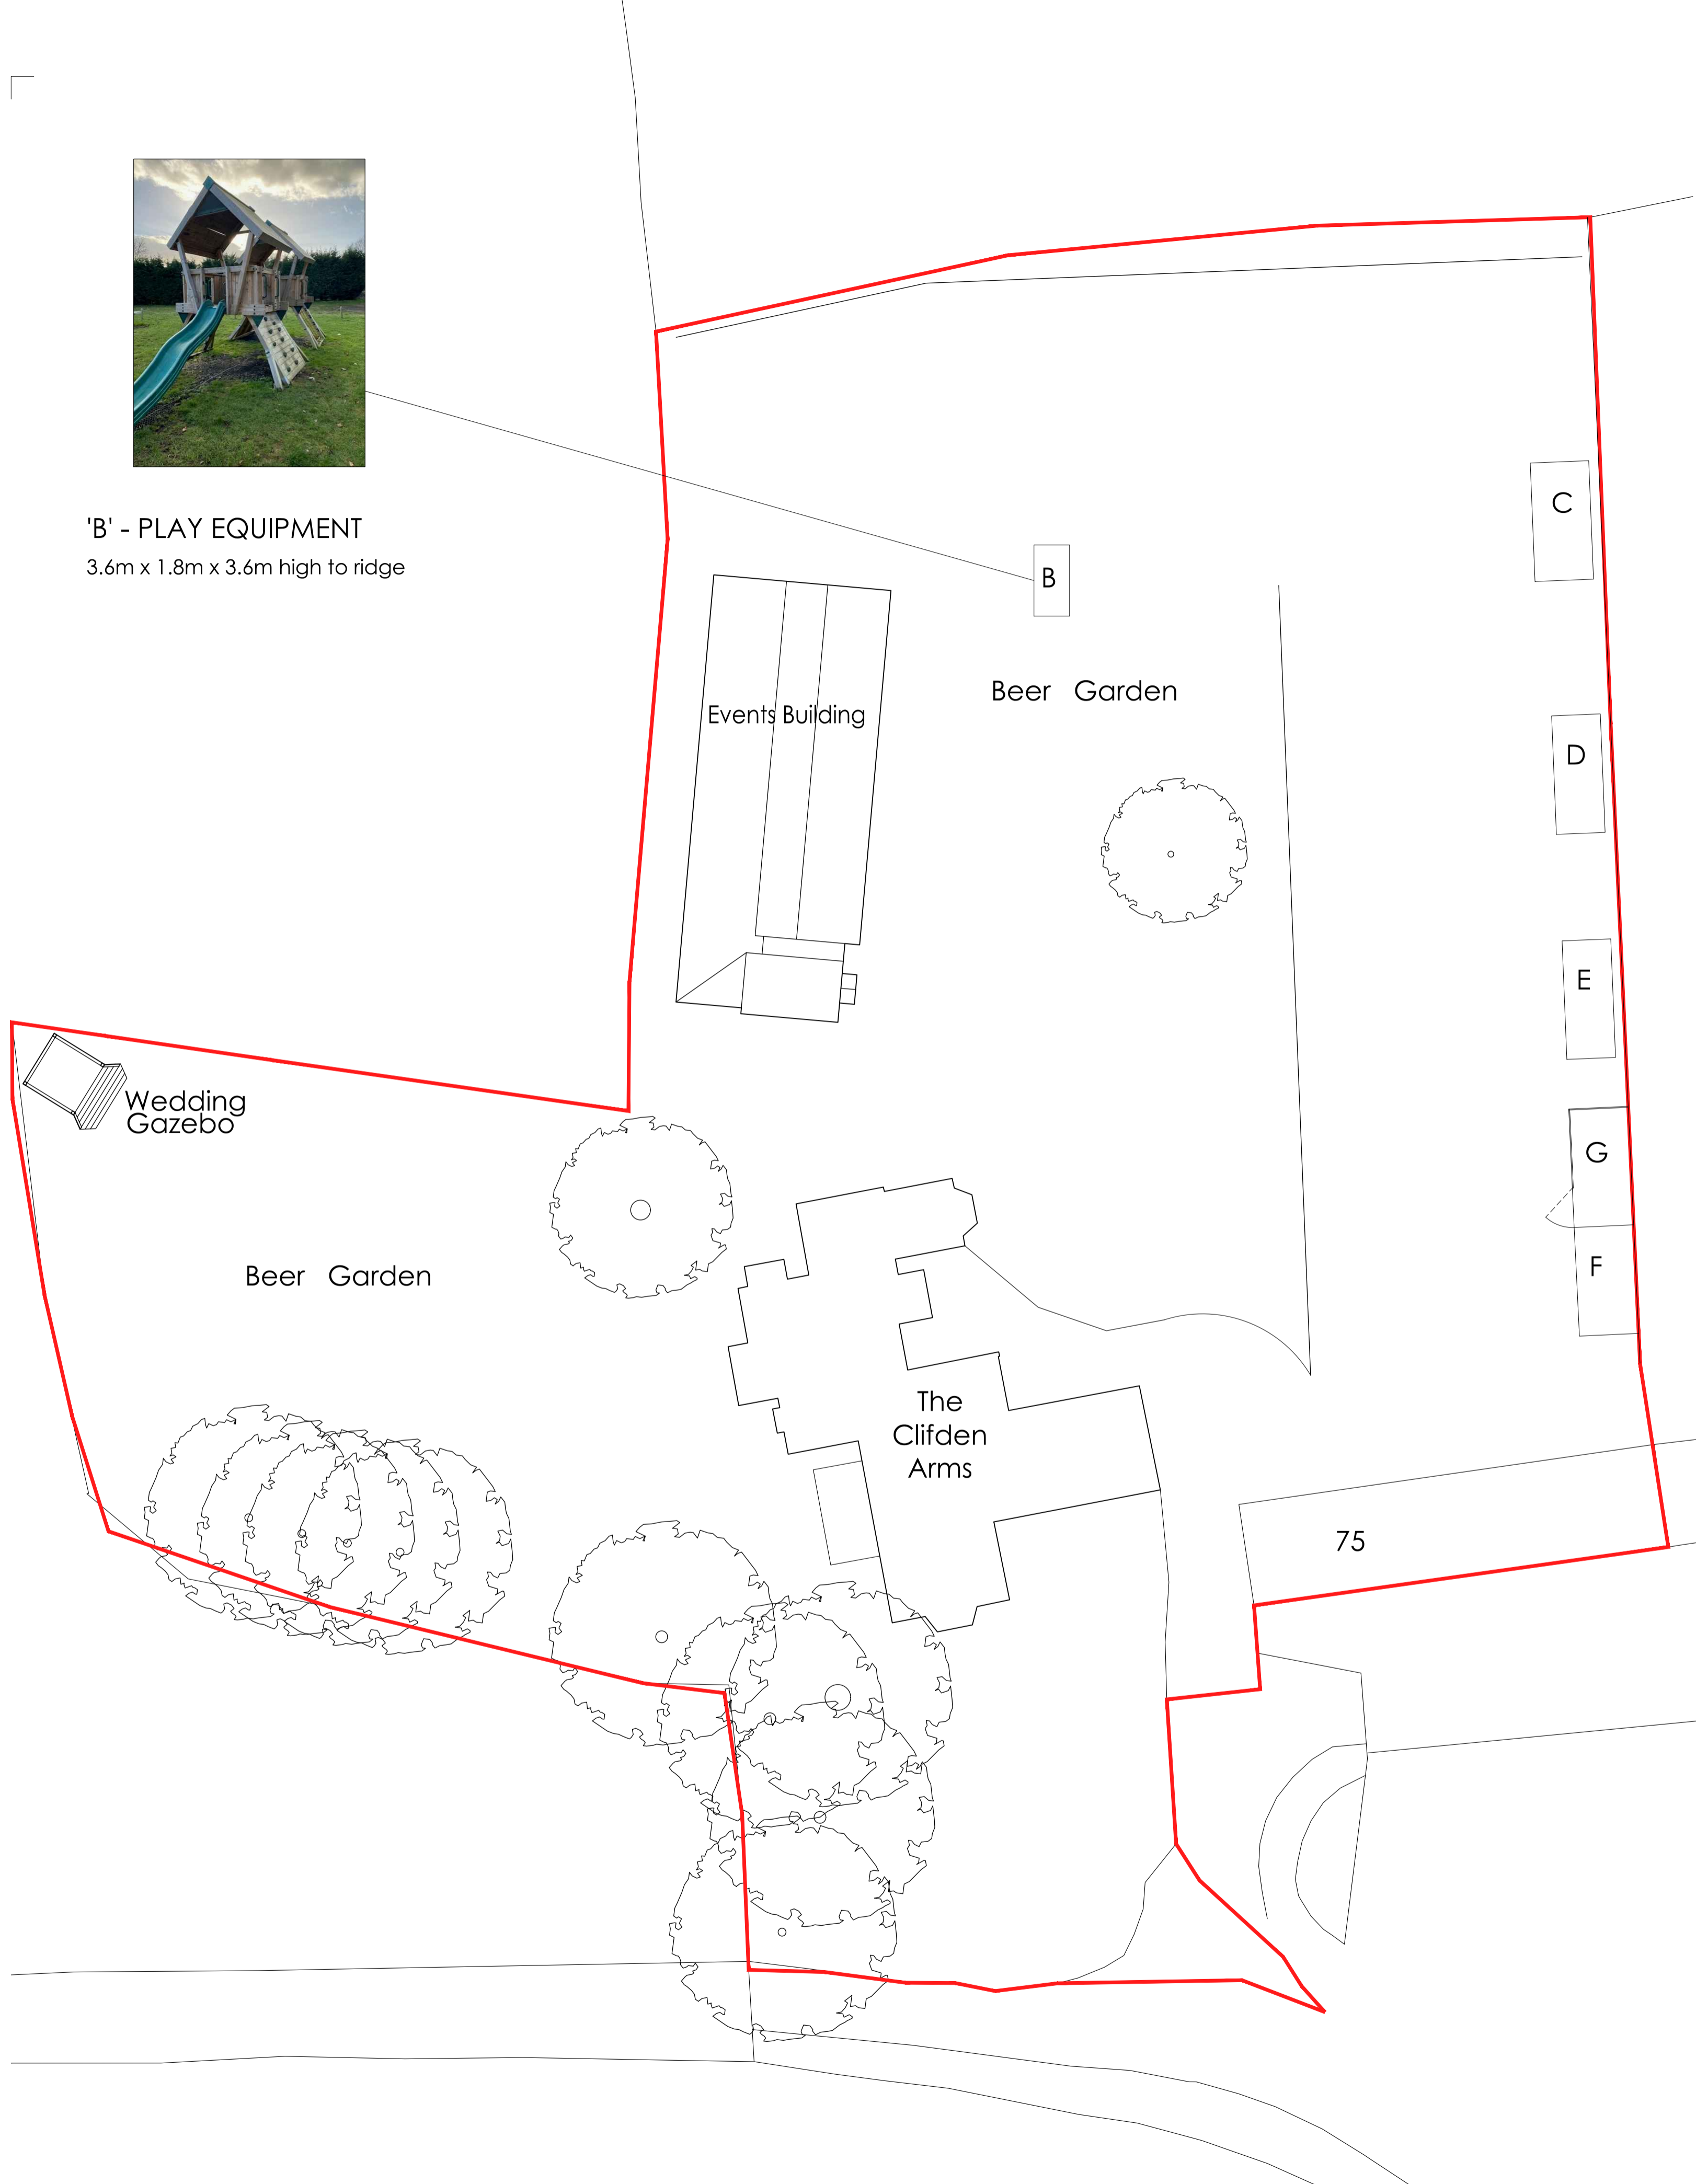 'B' - PLAY EQUIPMENT
3.6m x 1.8m x 3.6m high to ridge
C
B
Beer Garden
Events Building
D
E
Wedding
Gazebo
G
Beer Garden
F
The
Clifden
Arms
75